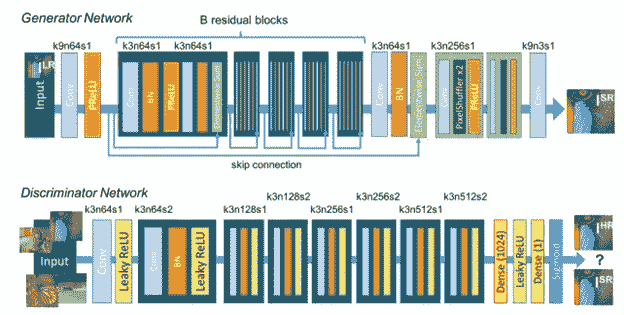 Generator Network
B residual blocks
k9n64s1
k3n64s1
k3n64s1
k3n64s1
k3n256s1
k9n3s1
I LR
Input
Conv
PReLU
Conv
BN
PReLU
Conv
BN
Elementwise Sum
Conv
BN
Elementwise Sum
Conv
PixelShuffler x2
PReLU
Conv
I SR
skip connection
Discriminator Network
k3n64s1
k3n64s2
k3n128s1
k3n128s2
k3n256s1
k3n256s2
k3n512s1
k3n512s2
Input
Conv
Leaky ReLU
Conv
BN
Leaky ReLU
Dense (1024)
Leaky ReLU
Dense (1)
Sigmoid
I HR
?
I SR